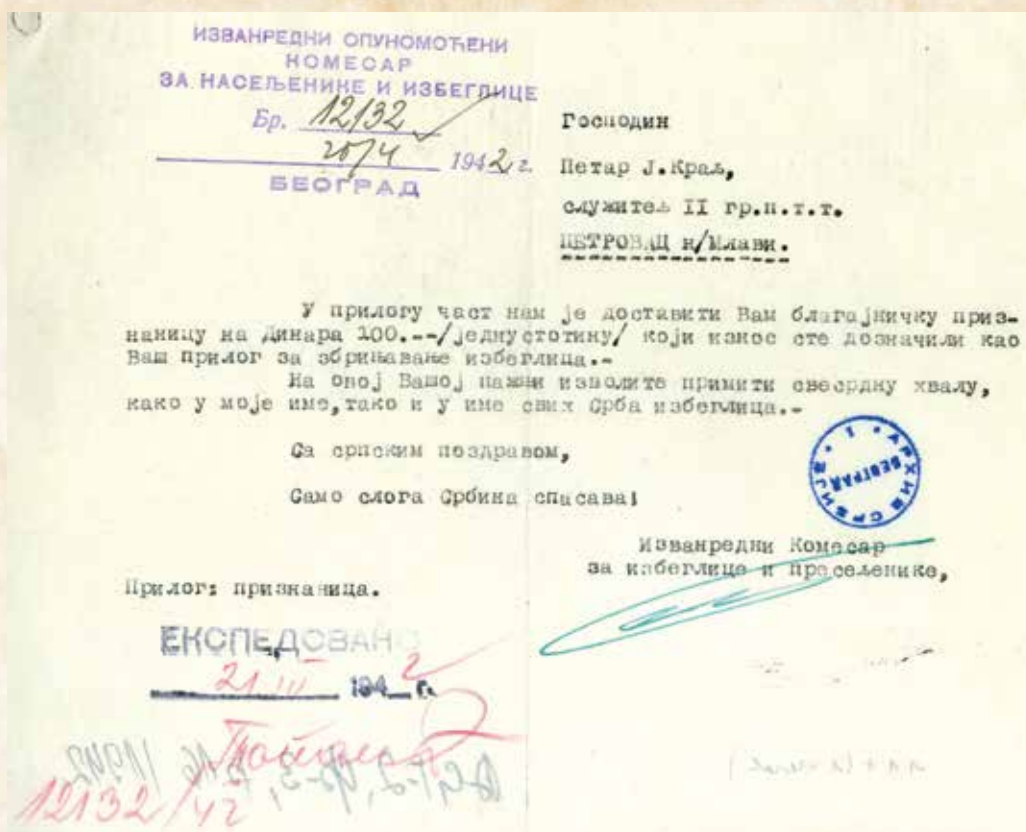 ИЗВАНРЕДНИ ОПУНОМОЋЕНИ
КОМЕСАР
ЗА НАСЕЉЕНИКЕ И ИЗБЕГЛИЦЕ
Бр. 12132
20/4 1942 г.
БЕОГРАД
Господин
Петар Ј.Краљ,
служитељ II гр.п.т.т.
ПЕТРОВАЦ н/Млави.
У прилогу част нам је доставити Вам благајничку приз-
наницу на Динара 100.--/једнустотину/ који износ сте дозначили као
Ваш прилог за збрињавање избеглица.-
На овој Вашој пажњи изволите примити свесрдну хвалу,
како у моје име,тако и у име свих Срба избеглица.-
Са српским поздравом,
Само слога Србина спасава!
АРХИВ СРБИЈЕ • I •
БЕОГРАД
Изванредни Комесар
за избеглице и пресељенике,
Прилог: признаница.
ЕКСПЕДОВАНО
21 III 1942 г.
12132/42